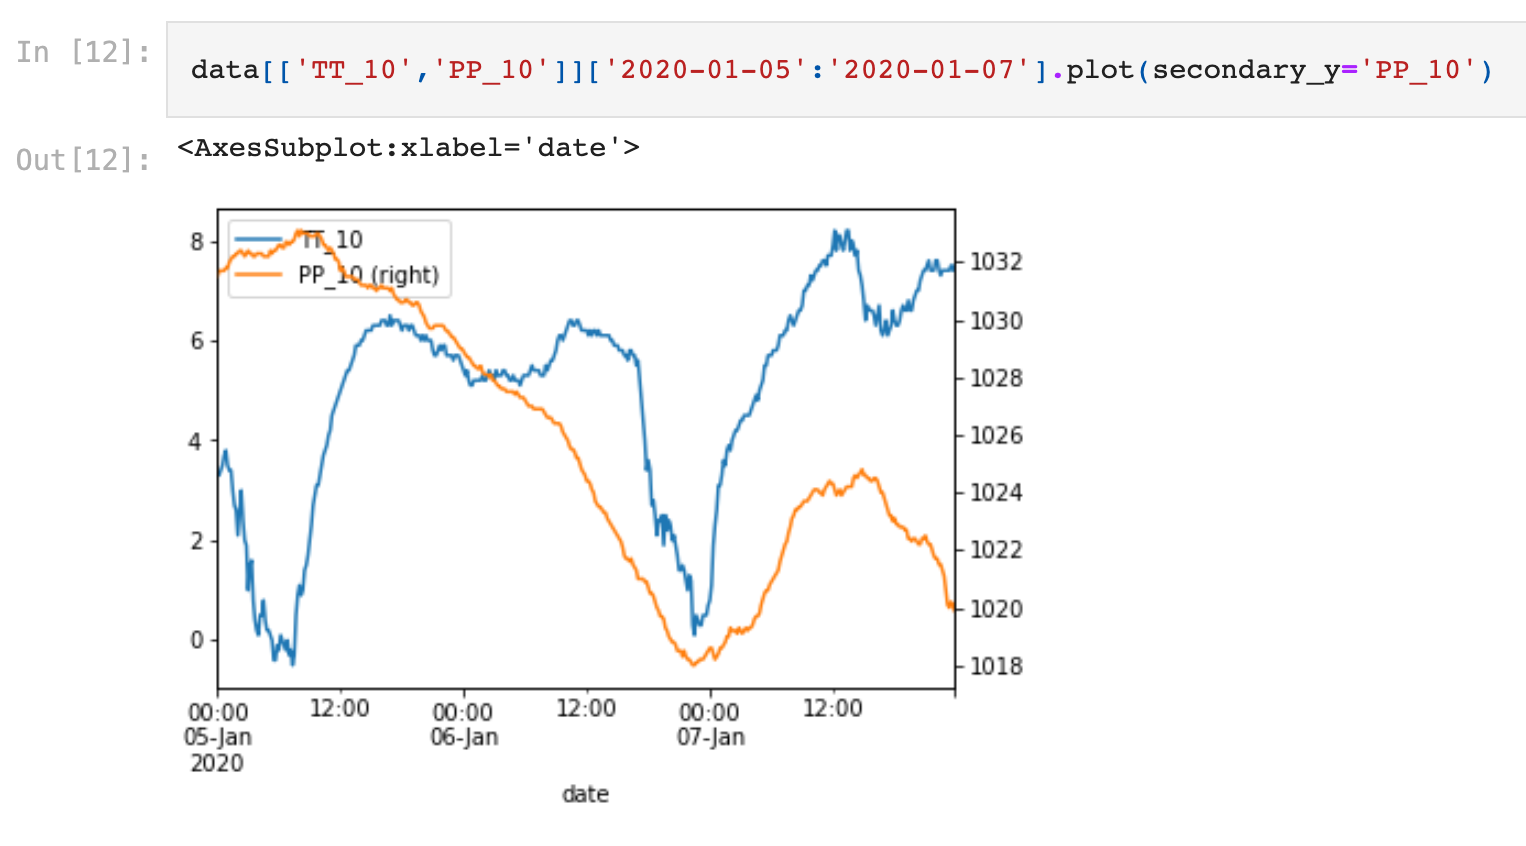 In [12]:
data[['TT_10','PP_10']]['2020-01-05':'2020-01-07'].plot(secondary_y='PP_10')
Out[12]:
<AxesSubplot:xlabel='date'>
TT_10
PP_10 (right)
8
6
4
2
0
1032
1030
1028
1026
1024
1022
1020
1018
00:00 12:00 00:00 12:00 00:00 12:00
05-Jan 06-Jan 07-Jan
2020
date